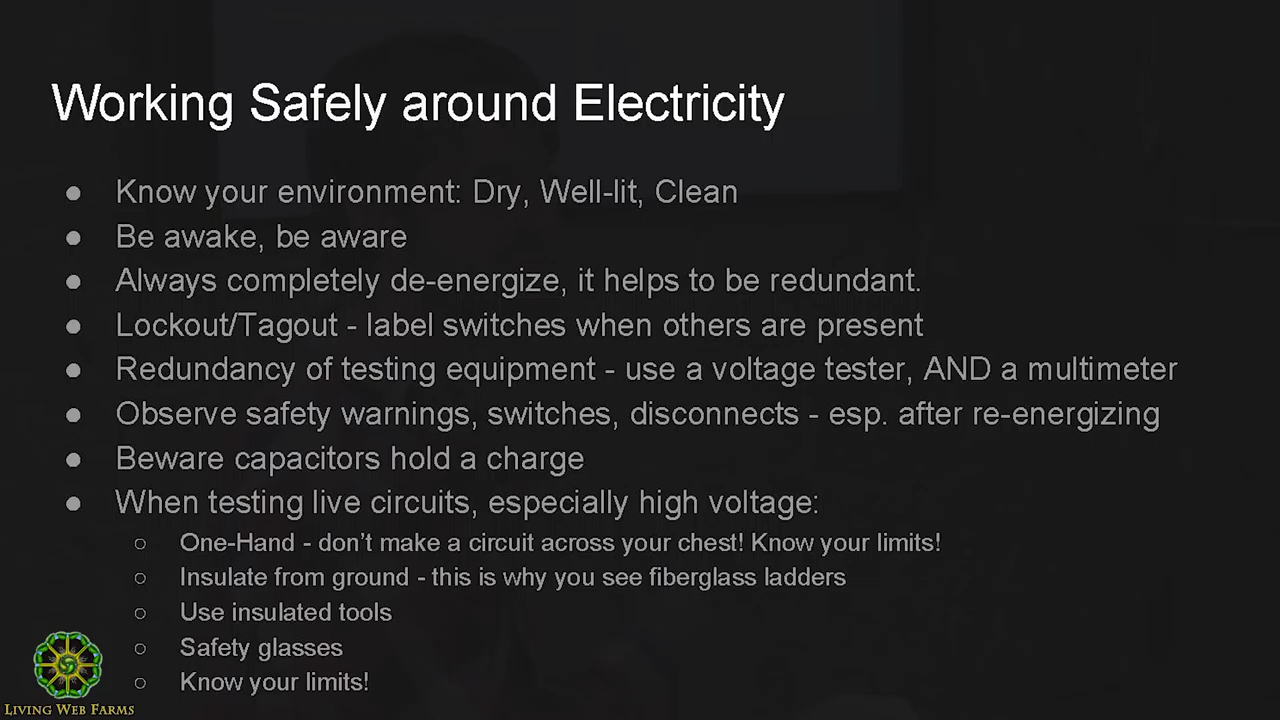 Working Safely around Electricity
● Know your environment: Dry, Well-lit, Clean
● Be awake, be aware
● Always completely de-energize, it helps to be redundant.
● Lockout/Tagout - label switches when others are present
● Redundancy of testing equipment - use a voltage tester, AND a multimeter
● Observe safety warnings, switches, disconnects - esp. after re-energizing
● Beware capacitors hold a charge
● When testing live circuits, especially high voltage:
○ One-Hand - don't make a circuit across your chest! Know your limits!
○ Insulate from ground - this is why you see fiberglass ladders
○ Use insulated tools
○ Safety glasses
○ Know your limits!
LIVING WEB FARMS